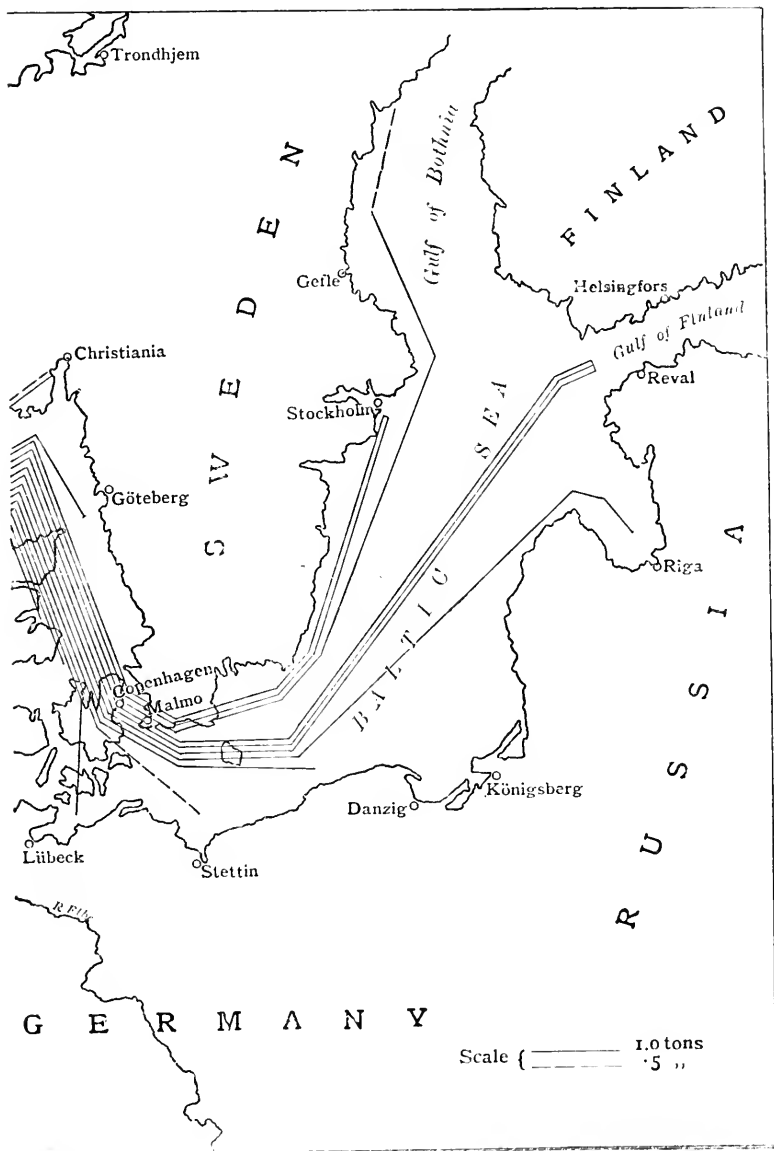 Trondhjem
SWEDEN
Gulf of Bothnia
FINLAND
Gefle
Helsingfors
Gulf of Finland
Christiania
Reval
Stockholm
Göteberg
BALTIC SEA
Riga
RUSSIA
Copenhagen
Malmo
Königsberg
Danzig
Lübeck
Stettin
R Elbe
GERMANY
Scale { 1.0 tons
·5 „